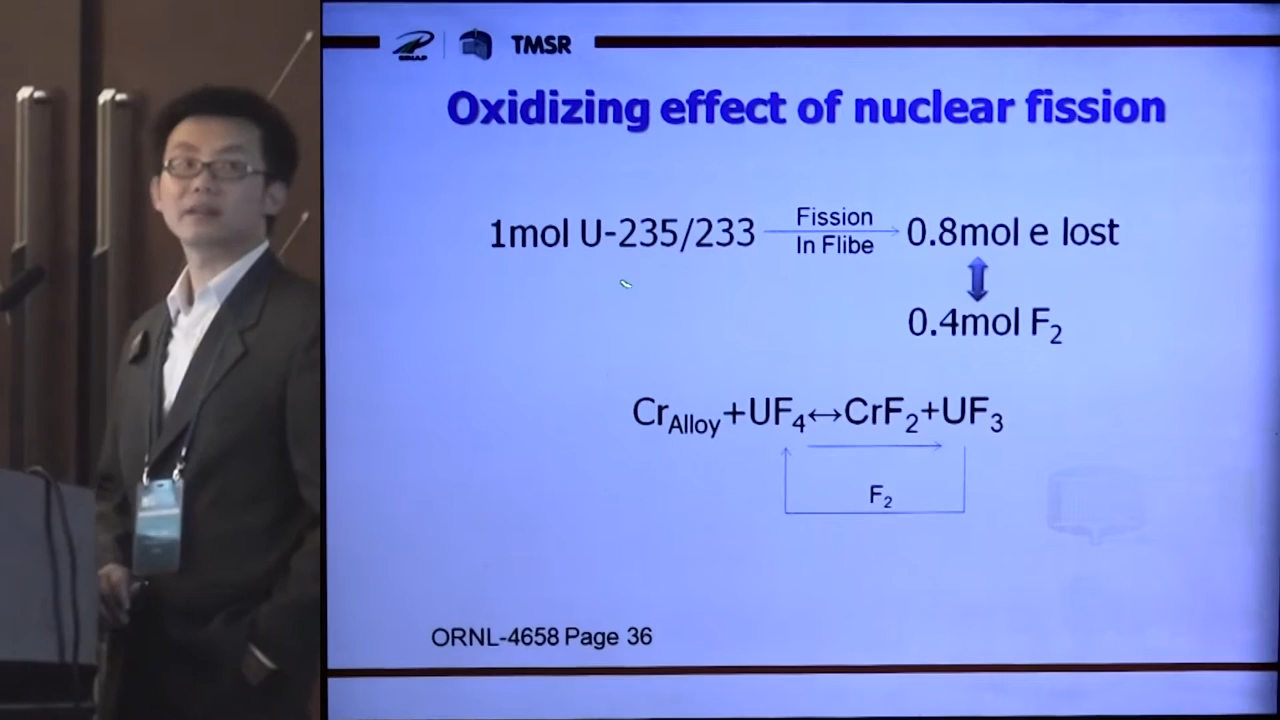 SINAP TMSR
Oxidizing effect of nuclear fission
1mol U-235/233 Fission In Flibe 0.8mol e lost
0.4mol F₂
Cr_Alloy+UF₄↔CrF₂+UF₃
F₂
ORNL-4658 Page 36